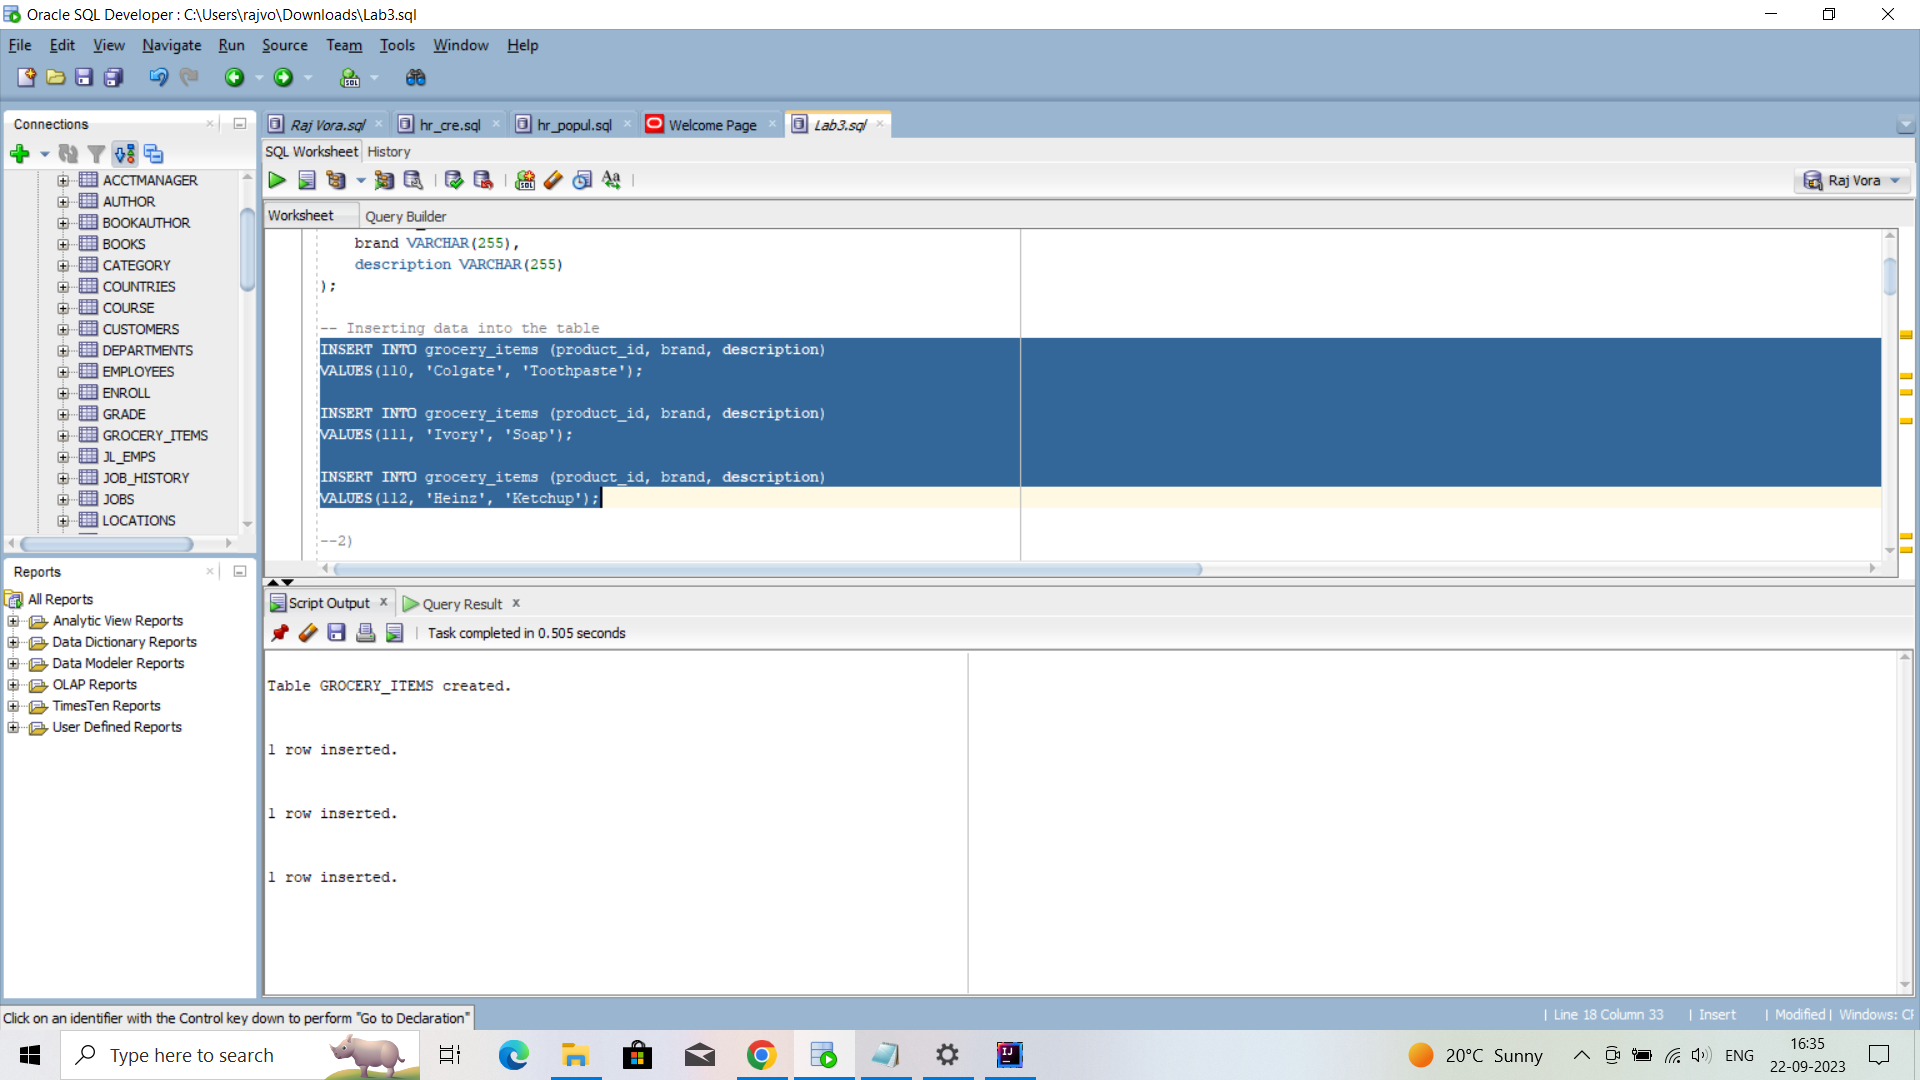 Oracle SQL Developer : C:\Users\rajvo\Downloads\Lab3.sql
File Edit View Navigate Run Source Team Tools Window Help
Connections
Raj Vora.sql
hr_cre.sql
hr_popul.sql
Welcome Page
Lab3.sql
SQL Worksheet History
Raj Vora
Worksheet Query Builder
ACCTMANAGER
AUTHOR
BOOKAUTHOR
BOOKS
CATEGORY
COUNTRIES
COURSE
CUSTOMERS
DEPARTMENTS
EMPLOYEES
ENROLL
GRADE
GROCERY_ITEMS
JL_EMPS
JOB_HISTORY
JOBS
LOCATIONS
brand VARCHAR(255),
description VARCHAR(255)
);
-- Inserting data into the table
INSERT INTO grocery_items (product_id, brand, description)
VALUES(110, 'Colgate', 'Toothpaste');
INSERT INTO grocery_items (product_id, brand, description)
VALUES(111, 'Ivory', 'Soap');
INSERT INTO grocery_items (product_id, brand, description)
VALUES(112, 'Heinz', 'Ketchup');
--2)
Reports
All Reports
Analytic View Reports
Data Dictionary Reports
Data Modeler Reports
OLAP Reports
TimesTen Reports
User Defined Reports
Script Output x Query Result x
Task completed in 0.505 seconds
Table GROCERY_ITEMS created.
1 row inserted.
1 row inserted.
1 row inserted.
Click on an identifier with the Control key down to perform "Go to Declaration"
| Line 18 Column 33 | Insert | Modified | Windows: CF
Type here to search
20°C Sunny
ENG
16:35
22-09-2023